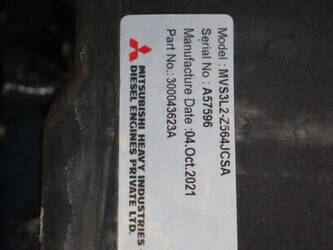 Model : MVS3L2-Z564JCSA
Serial No : A57596
Manufacture Date :04.Oct.2021
Part No.: 300043623A
MITSUBISHI HEAVY INDUSTRIES
DIESEL ENGINES PRIVATE LTD.